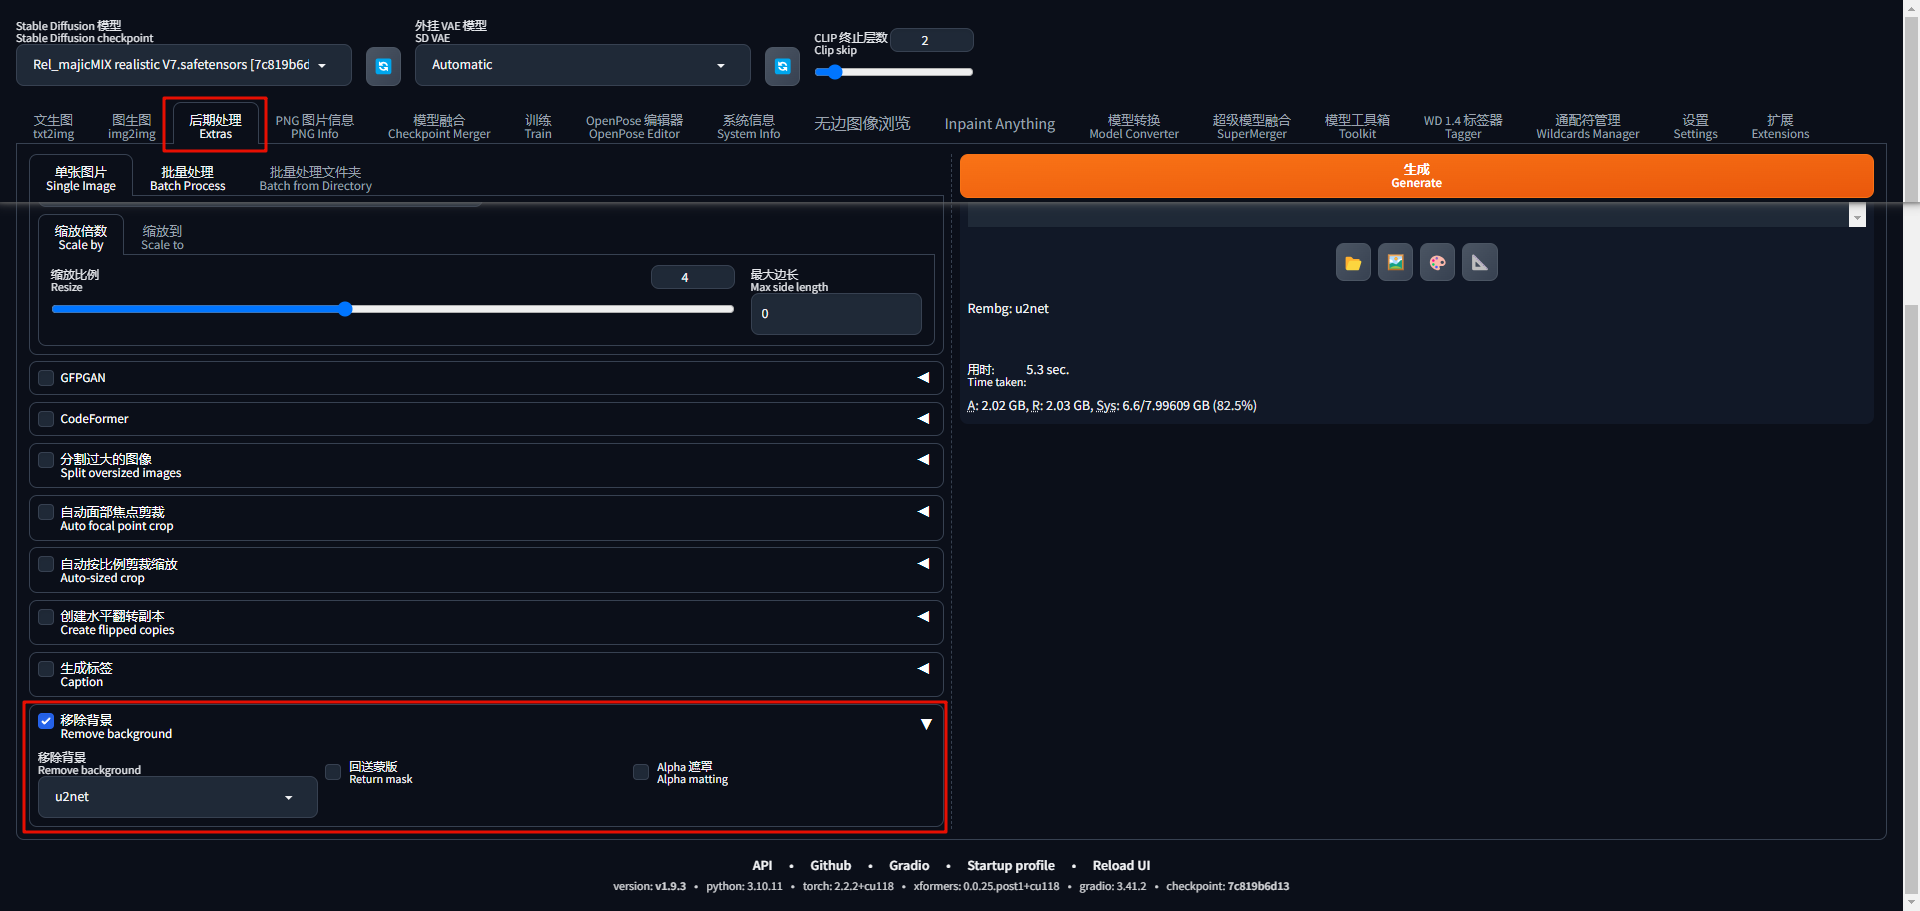 Stable Diffusion 模型
Stable Diffusion checkpoint
Rel_majicMIX realistic V7.safetensors [7c819b6d
外挂 VAE 模型
SD VAE
Automatic
CLIP 终止层数
Clip skip
2
文生图
txt2img
图生图
img2img
后期处理
Extras
PNG 图片信息
PNG Info
模型融合
Checkpoint Merger
训练
Train
OpenPose 编辑器
OpenPose Editor
系统信息
System Info
无边图像浏览
Inpaint Anything
模型转换
Model Converter
超级模型融合
SuperMerger
模型工具箱
Toolkit
WD 1.4 标签器
Tagger
通配符管理
Wildcards Manager
设置
Settings
扩展
Extensions
单张图片
Single Image
批量处理
Batch Process
批量处理文件夹
Batch from Directory
生成
Generate
缩放倍数
Scale by
缩放到
Scale to
缩放比例
Resize
4
最大边长
Max side length
0
GFPGAN
CodeFormer
分割过大的图像
Split oversized images
自动面部焦点剪裁
Auto focal point crop
自动按比例剪裁缩放
Auto-sized crop
创建水平翻转副本
Create flipped copies
生成标签
Caption
移除背景
Remove background
移除背景
Remove background
u2net
回送蒙版
Return mask
Alpha 遮罩
Alpha matting
Rembg: u2net
用时: 5.3 sec.
Time taken:
A: 2.02 GB, R: 2.03 GB, Sys: 6.6/7.99609 GB (82.5%)
API • Github • Gradio • Startup profile • Reload UI
version: v1.9.3 • python: 3.10.11 • torch: 2.2.2+cu118 • xformers: 0.0.25.post1+cu118 • gradio: 3.41.2 • checkpoint: 7c819b6d13